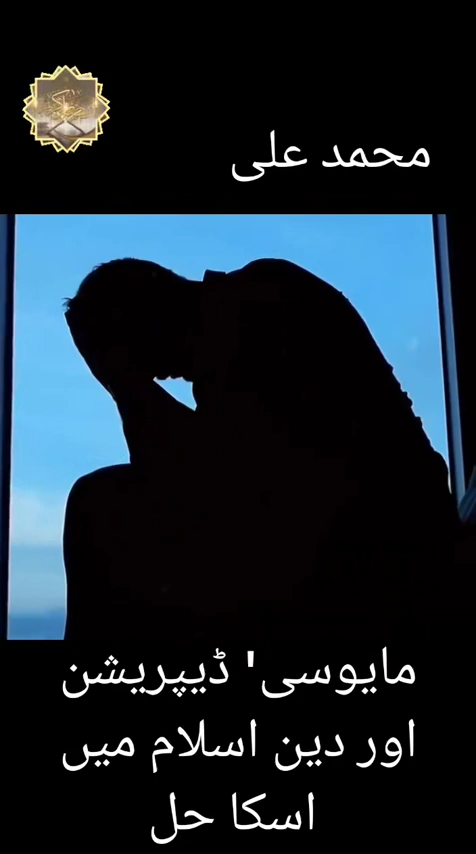 محمد علی
مایوسی' ڈیپریشن
اور دین اسلام میں
اسکا حل